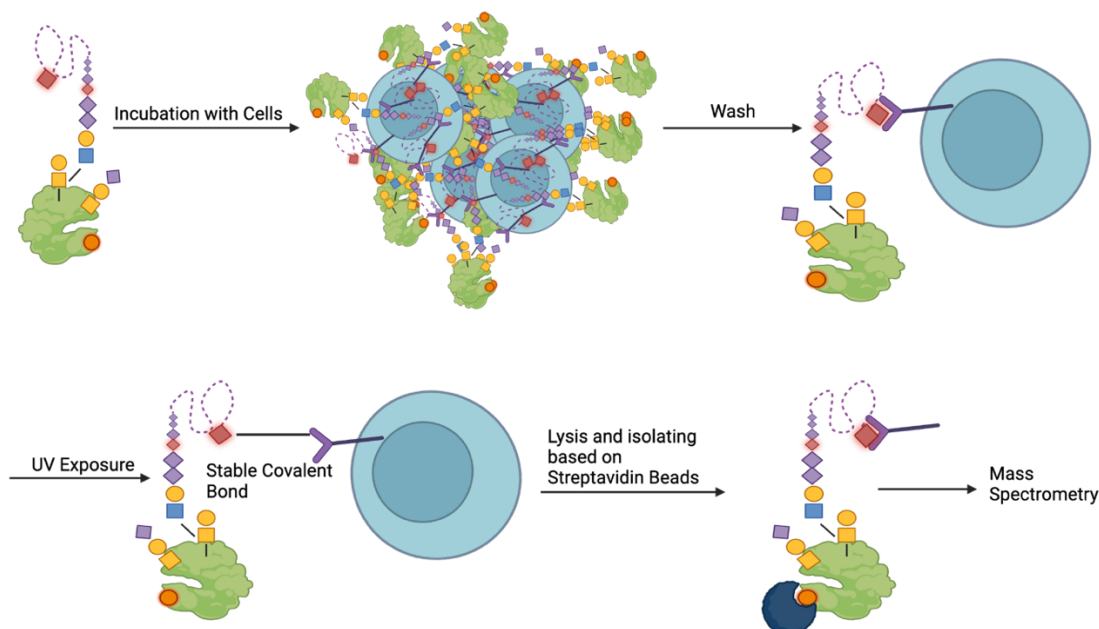 Incubation with Cells
Wash
UV Exposure
Stable Covalent
Bond
Lysis and isolating
based on
Streptavidin Beads
Mass
Spectrometry